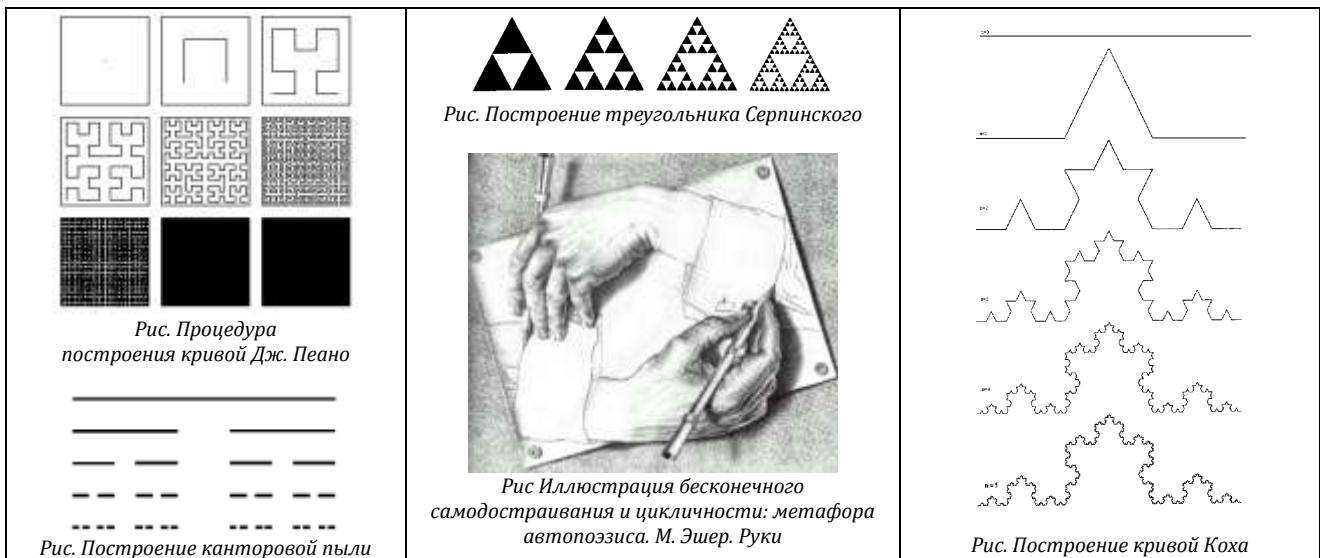 Рис. Процедура
построения кривой Дж. Пеано
Рис. Построение канторовой пыли
Рис. Построение треугольника Серпинского
Рис Иллюстрация бесконечного
самодостраивания и цикличности: метафора
автопоэзиса. М. Эшер. Руки
n=5
Рис. Построение кривой Коха